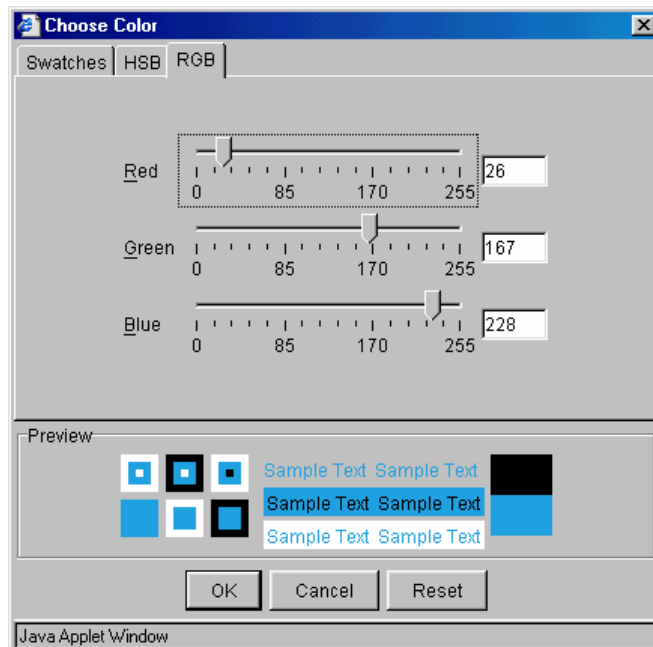 Choose Color
Swatches HSB RGB
Red 26
0 85 170 255
Green 167
0 85 170 255
Blue 228
0 85 170 255
Preview
Sample Text Sample Text
Sample Text Sample Text
Sample Text Sample Text
OK Cancel Reset
Java Applet Window